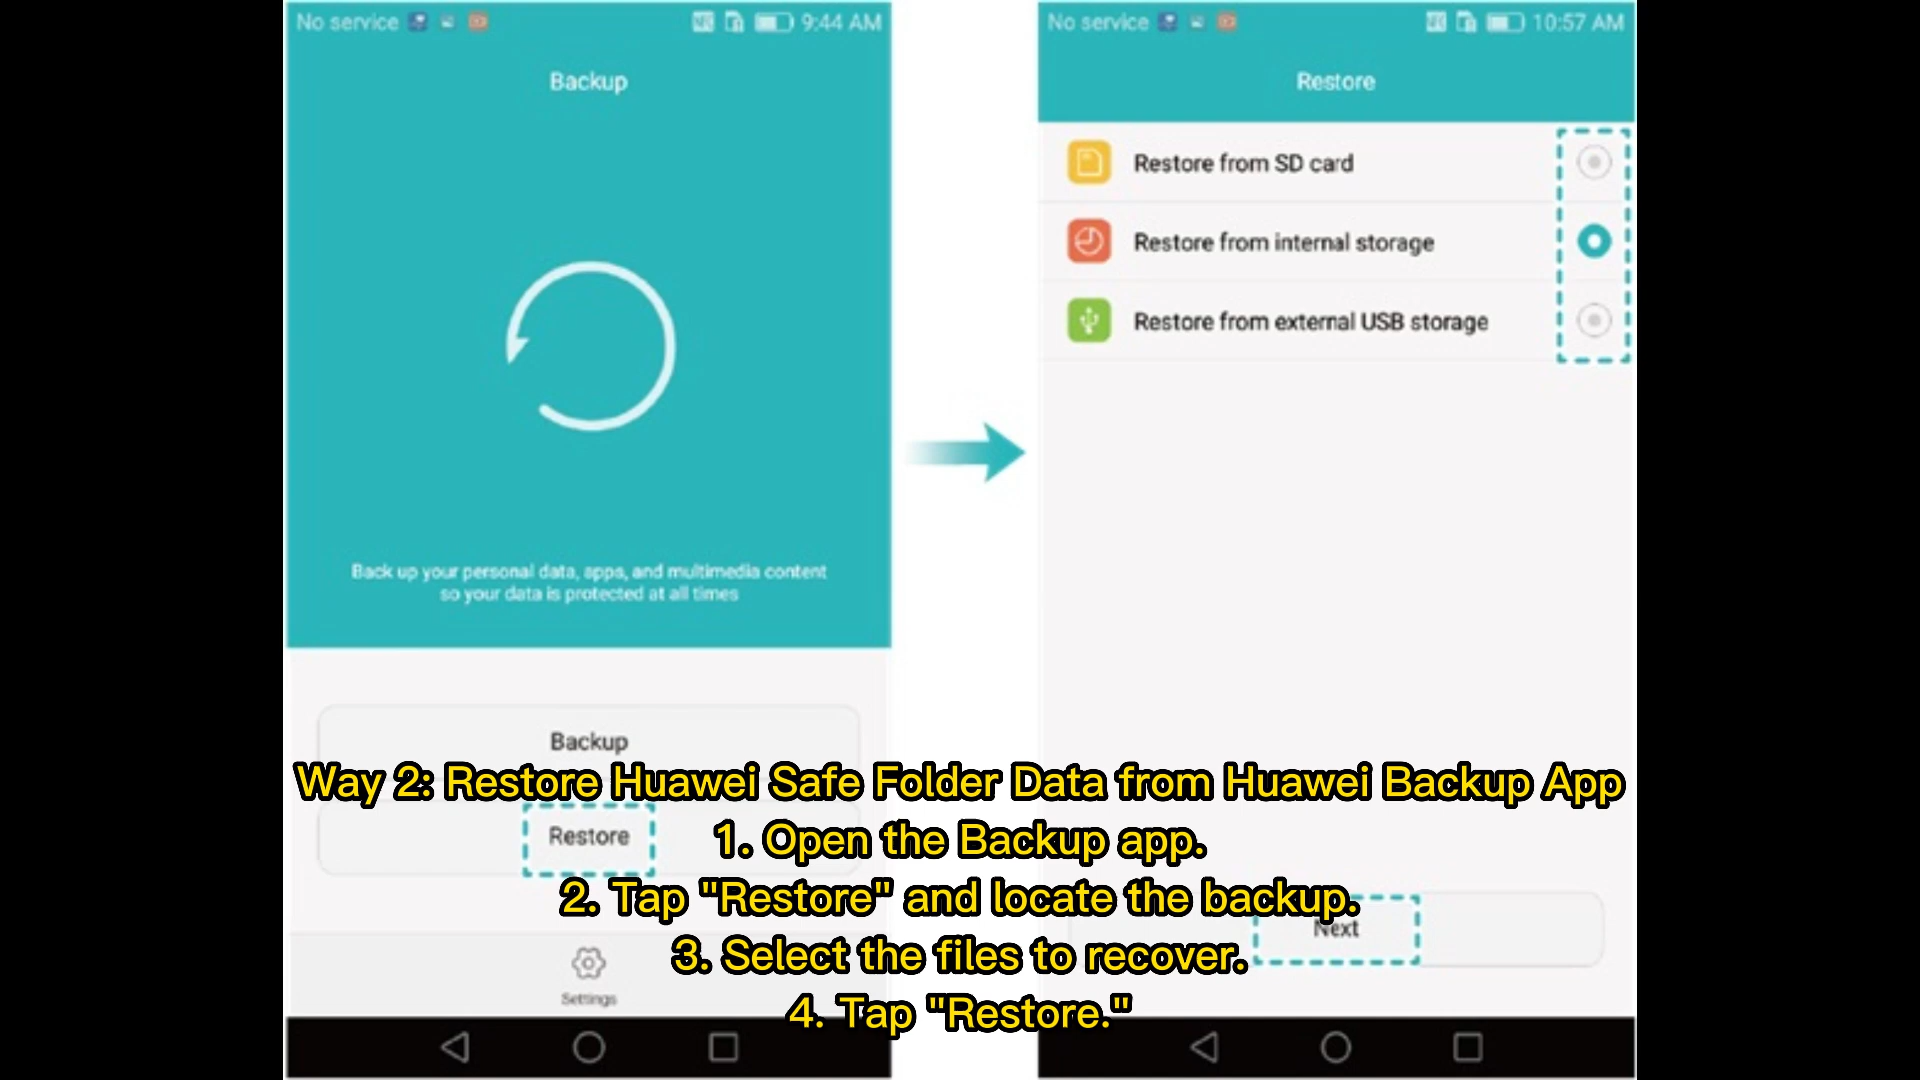 No service
9:44 AM
Backup
Back up your personal data, apps, and multimedia content
so your data is protected at all times
Backup
Restore
Settings
No service
10:57 AM
Restore
Restore from SD card
Restore from internal storage
Restore from external USB storage
Next
Way 2: Restore Huawei Safe Folder Data from Huawei Backup App
1. Open the Backup app.
2. Tap "Restore" and locate the backup.
3. Select the files to recover.
4. Tap "Restore."